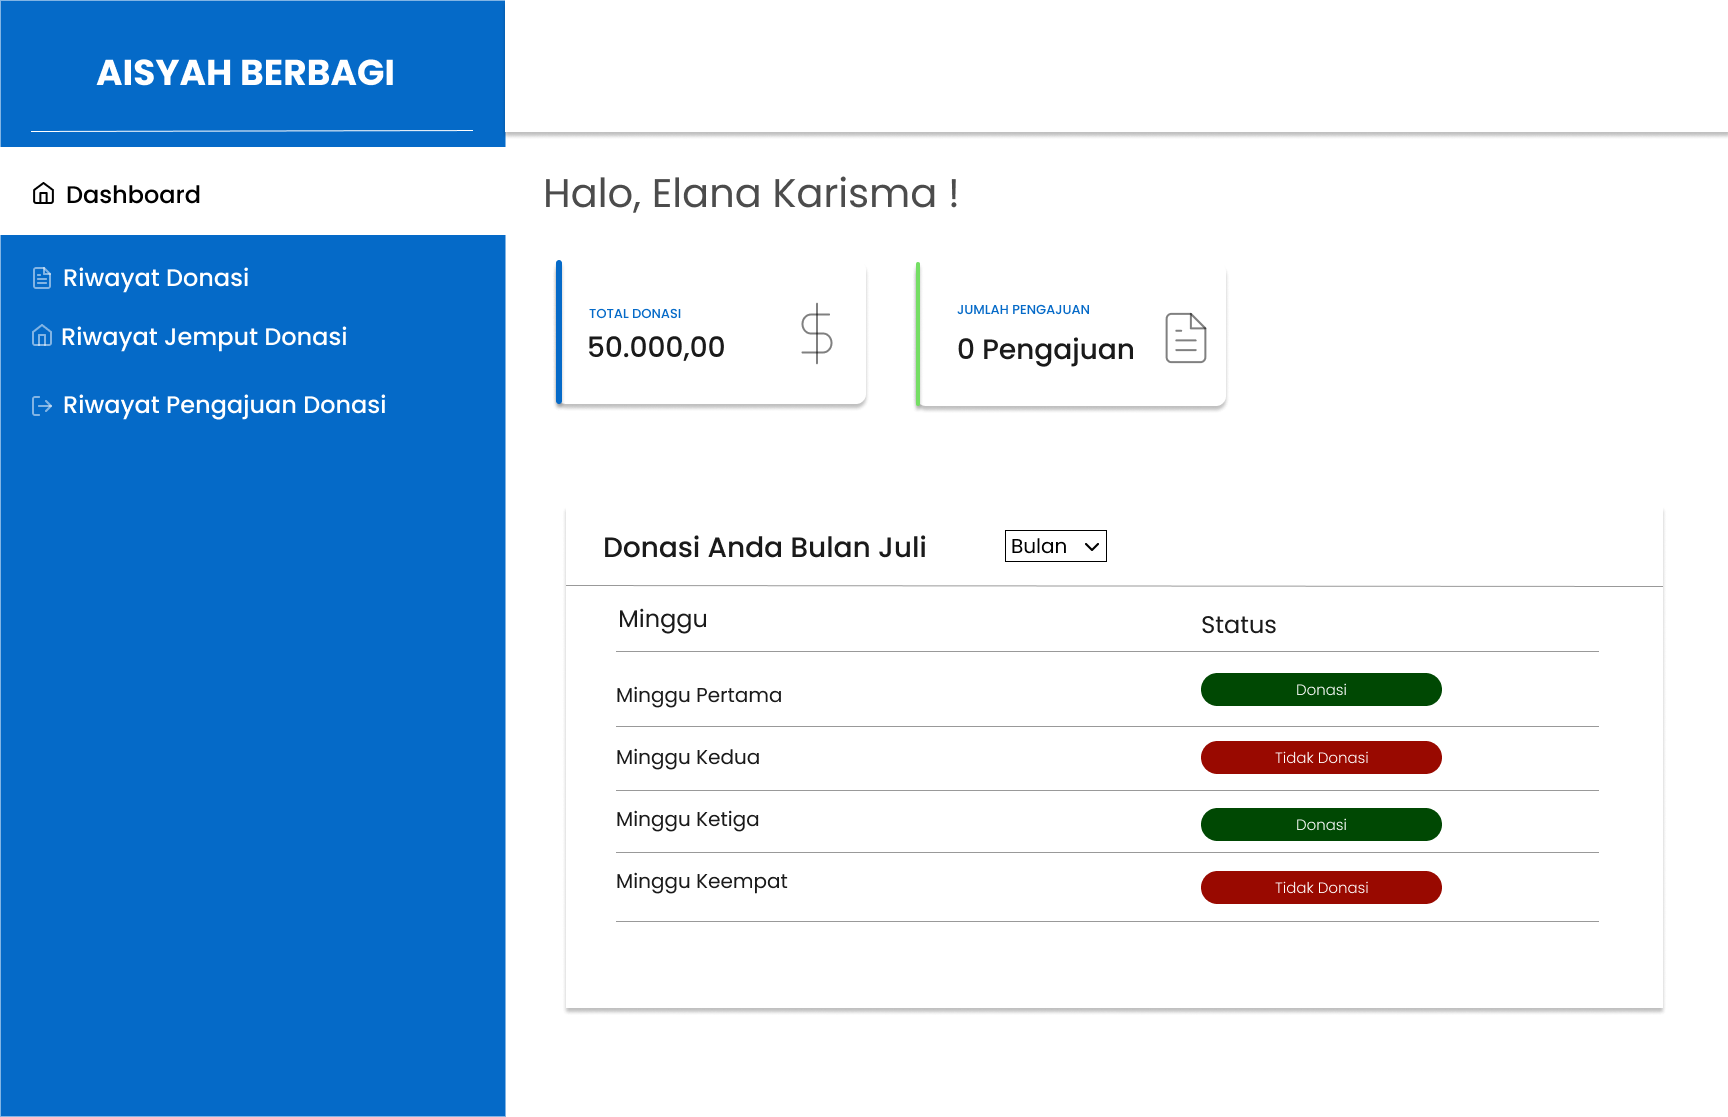 AISYAH BERBAGI
Dashboard
Riwayat Donasi
Riwayat Jemput Donasi
Riwayat Pengajuan Donasi
Halo, Elana Karisma !
TOTAL DONASI
50.000,00
JUMLAH PENGAJUAN
0 Pengajuan
Donasi Anda Bulan Juli
Bulan
Minggu
Status
Minggu Pertama
Donasi
Minggu Kedua
Tidak Donasi
Minggu Ketiga
Donasi
Minggu Keempat
Tidak Donasi